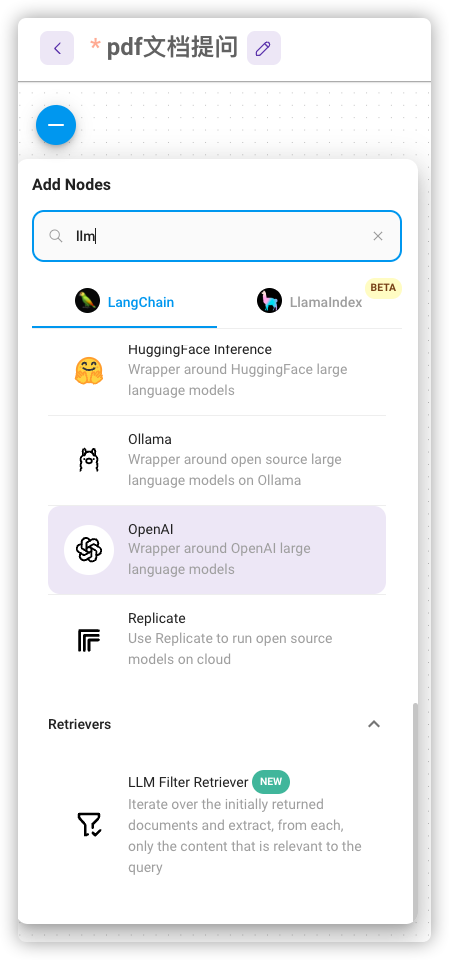 * pdf文档提问
Add Nodes
llm
LangChain
LlamaIndex
BETA
HuggingFace Inference
Wrapper around HuggingFace large
language models
Ollama
Wrapper around open source large
language models on Ollama
OpenAI
Wrapper around OpenAI large
language models
Replicate
Use Replicate to run open source
models on cloud
Retrievers
LLM Filter Retriever NEW
Iterate over the initially returned
documents and extract, from each,
only the content that is relevant to the
query